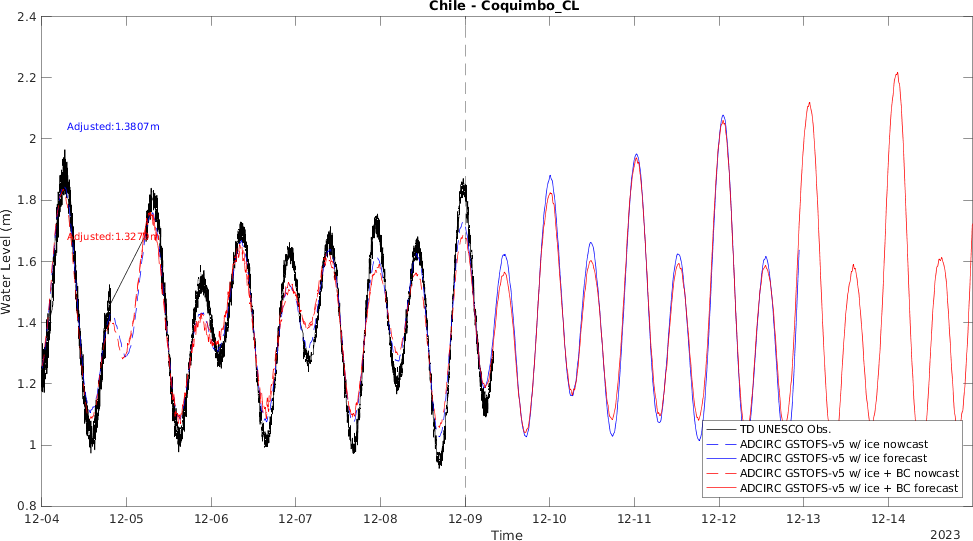 Chile - Coquimbo_CL
2.4
2.2
2
1.8
1.6
1.4
1.2
1
0.8
Water Level (m)
Adjusted:1.3807m
TD UNESCO Obs.
ADCIRC GSTOFS-v5 w/ ice nowcast
ADCIRC GSTOFS-v5 w/ ice forecast
ADCIRC GSTOFS-v5 w/ ice + BC nowcast
ADCIRC GSTOFS-v5 w/ ice + BC forecast
12-04 12-05 12-06 12-07 12-08 12-09 12-10 12-11 12-12 12-13 12-14
Time
2023